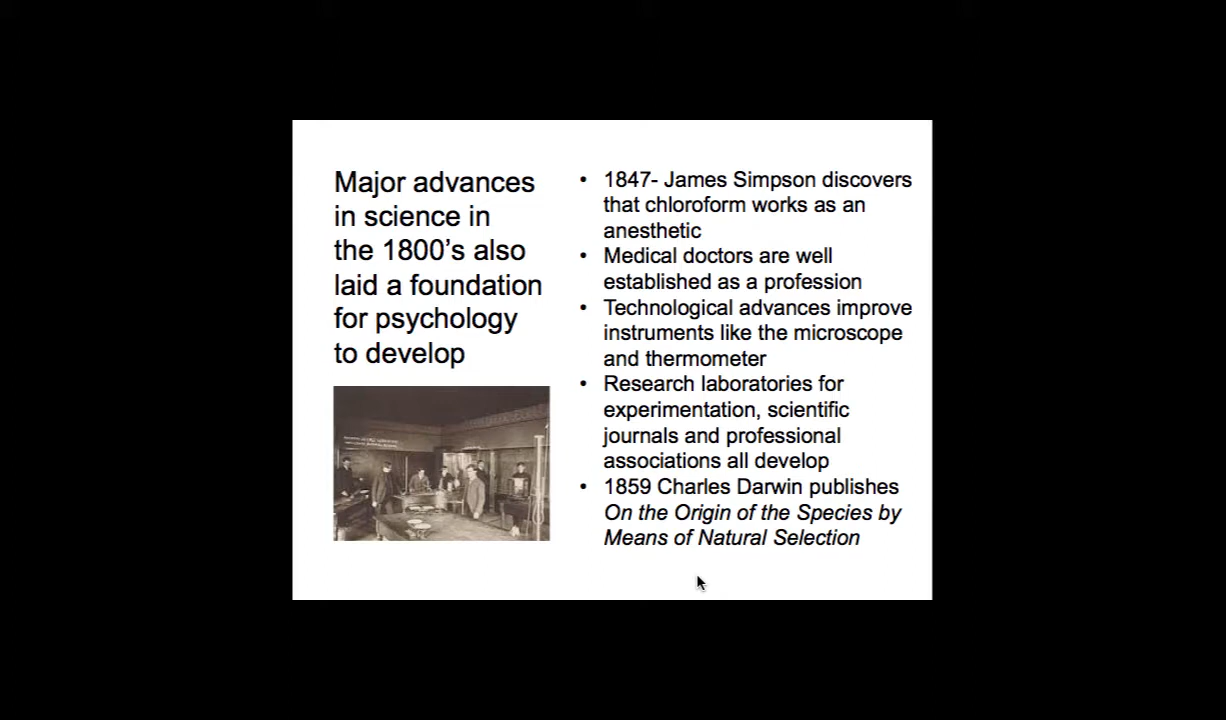 Major advances
in science in
the 1800's also
laid a foundation
for psychology
to develop
• 1847- James Simpson discovers
that chloroform works as an
anesthetic
• Medical doctors are well
established as a profession
• Technological advances improve
instruments like the microscope
and thermometer
• Research laboratories for
experimentation, scientific
journals and professional
associations all develop
• 1859 Charles Darwin publishes
On the Origin of the Species by
Means of Natural Selection